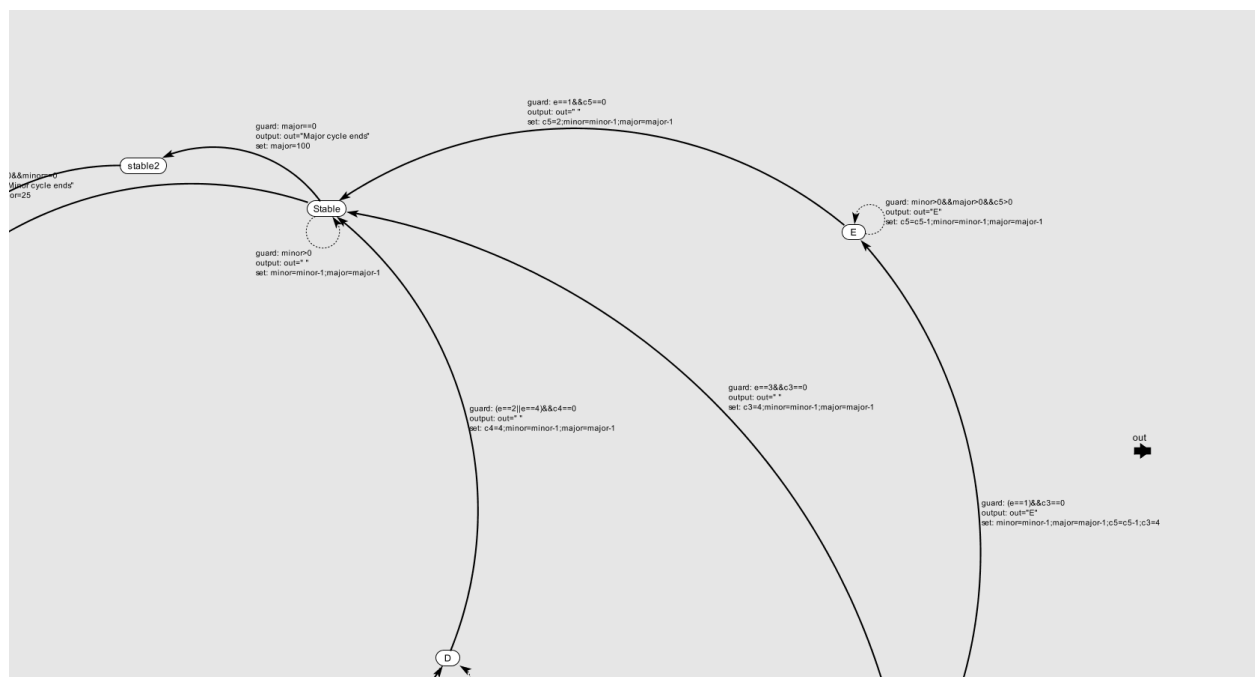 guard: e==1&&c5==0
output: out=" "
set: c5=2;minor=minor-1;major=major-1
guard: major==0
output: out="Major cycle ends"
set: major=100
stable2
0&&minor==0
Minor cycle ends"
or=25
Stable
guard: minor>0&&major>0&&c5>0
output: out="E"
set: c5=c5-1;minor=minor-1;major=major-1
E
guard: minor>0
output: out=" "
set: minor=minor-1;major=major-1
guard: e==3&&c3==0
output: out=" "
set: c3=4;minor=minor-1;major=major-1
guard: (e==2||e==4)&&c4==0
output: out=" "
set: c4=4;minor=minor-1;major=major-1
out
guard: (e==1)&&c3==0
output: out="E"
set: minor=minor-1;major=major-1;c5=c5-1;c3=4
D